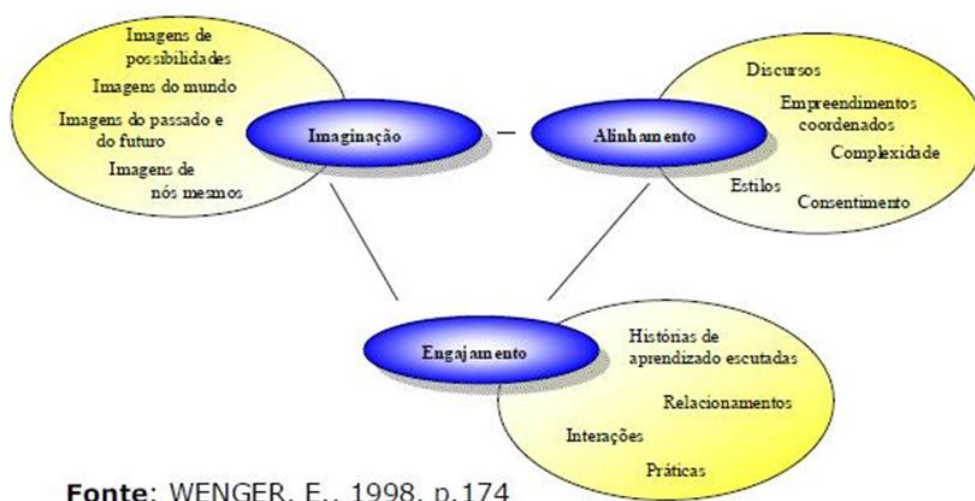 Imagens de
possibilidades
Imagens do mundo
Imagens do passado e
do futuro
Imagens de
nós mesmos
Imaginação
Alinhamento
Discursos
Empreendimentos
coordenados
Complexidade
Estilos
Consentimento
Engajamento
Histórias de
aprendizado escutadas
Relacionamentos
Interações
Práticas
Fonte: WENGER, E., 1998, p.174